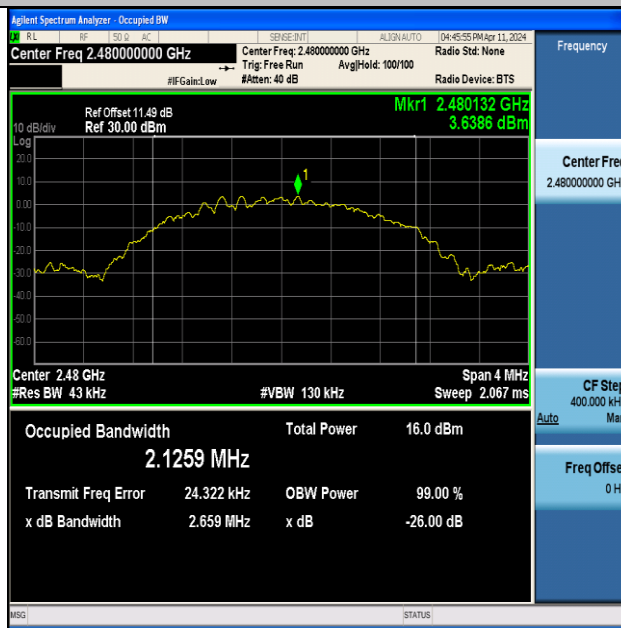 Agilent Spectrum Analyzer - Occupied BW
RL RF 50 Ω AC SENSE:INT ALIGN AUTO 04:45:55 PM Apr 11, 2024
Center Freq 2.480000000 GHz
Center Freq: 2.480000000 GHz
Radio Std: None
Trig: Free Run Avg|Hold: 100/100
#IFGain:Low #Atten: 40 dB Radio Device: BTS
Frequency
Mkr1 2.480132 GHz
3.6386 dBm
Ref Offset 11.49 dB
10 dB/div Ref 30.00 dBm
Log
20.0
10.0
0.00
-10.0
-20.0
-30.0
-40.0
-50.0
-60.0
1
Center 2.48 GHz Span 4 MHz
#Res BW 43 kHz #VBW 130 kHz Sweep 2.067 ms
Occupied Bandwidth Total Power 16.0 dBm
2.1259 MHz
Transmit Freq Error 24.322 kHz OBW Power 99.00 %
x dB Bandwidth 2.659 MHz x dB -26.00 dB
Center Fre
2.480000000 GH
CF Step
400.000 kH
Auto Ma
Freq Offse
0 H
MSG STATUS